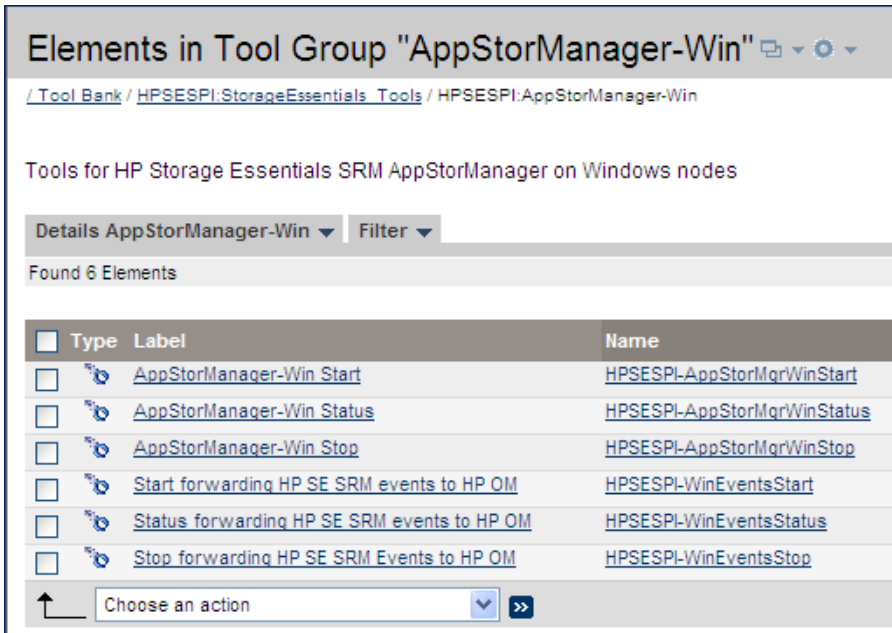 Elements in Tool Group "AppStorManager-Win"
/ Tool Bank / HPSESPI:StorageEssentials_Tools / HPSESPI:AppStorManager-Win
Tools for HP Storage Essentials SRM AppStorManager on Windows nodes
Details AppStorManager-Win Filter
Found 6 Elements
Type Label Name
AppStorManager-Win Start HPSESPI-AppStorMgrWinStart
AppStorManager-Win Status HPSESPI-AppStorMgrWinStatus
AppStorManager-Win Stop HPSESPI-AppStorMgrWinStop
Start forwarding HP SE SRM events to HP OM HPSESPI-WinEventsStart
Status forwarding HP SE SRM events to HP OM HPSESPI-WinEventsStatus
Stop forwarding HP SE SRM Events to HP OM HPSESPI-WinEventsStop
Choose an action